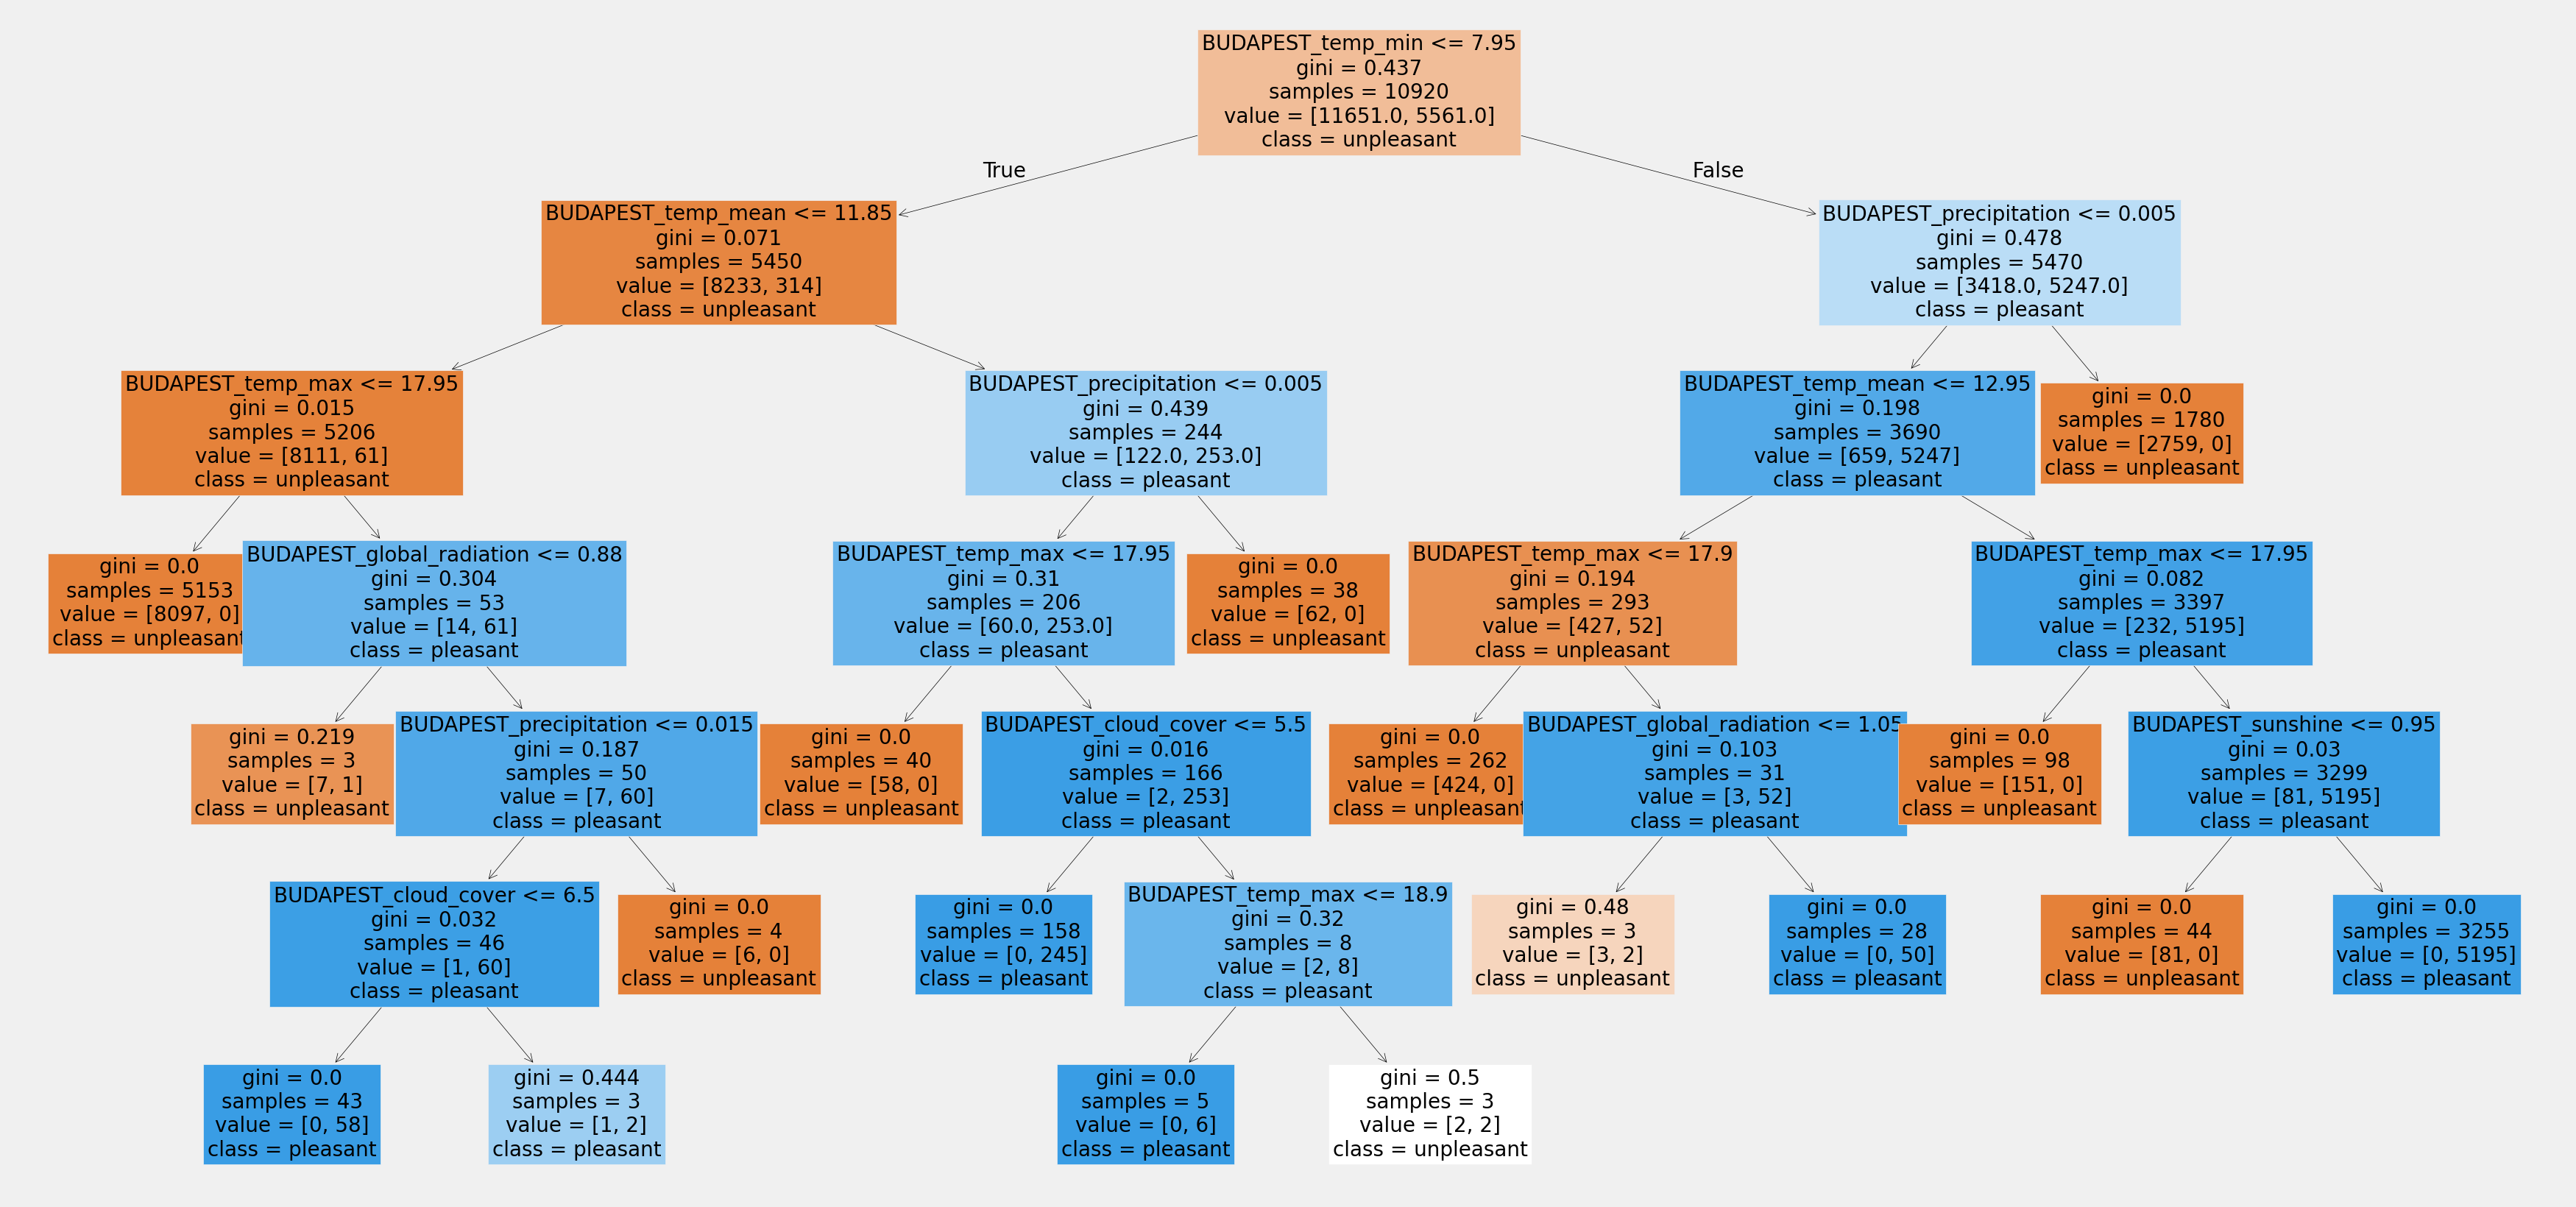 BUDAPEST_temp_min <= 7.95
gini = 0.437
samples = 10920
value = [11651.0, 5561.0]
class = unpleasant
True
False
BUDAPEST_temp_mean <= 11.85
gini = 0.071
samples = 5450
value = [8233, 314]
class = unpleasant
BUDAPEST_precipitation <= 0.005
gini = 0.478
samples = 5470
value = [3418.0, 5247.0]
class = pleasant
BUDAPEST_temp_max <= 17.95
gini = 0.015
samples = 5206
value = [8111, 61]
class = unpleasant
BUDAPEST_precipitation <= 0.005
gini = 0.439
samples = 244
value = [122.0, 253.0]
class = pleasant
BUDAPEST_temp_mean <= 12.95
gini = 0.198
samples = 3690
value = [659, 5247]
class = pleasant
gini = 0.0
samples = 1780
value = [2759, 0]
class = unpleasant
gini = 0.0
samples = 5153
value = [8097, 0]
class = unpleasant
BUDAPEST_global_radiation <= 0.88
gini = 0.304
samples = 53
value = [14, 61]
class = pleasant
BUDAPEST_temp_max <= 17.95
gini = 0.31
samples = 206
value = [60.0, 253.0]
class = pleasant
gini = 0.0
samples = 38
value = [62, 0]
class = unpleasant
BUDAPEST_temp_max <= 17.9
gini = 0.194
samples = 293
value = [427, 52]
class = unpleasant
BUDAPEST_temp_max <= 17.95
gini = 0.082
samples = 3397
value = [232, 5195]
class = pleasant
gini = 0.219
samples = 3
value = [7, 1]
class = unpleasant
BUDAPEST_precipitation <= 0.015
gini = 0.187
samples = 50
value = [7, 60]
class = pleasant
gini = 0.0
samples = 40
value = [58, 0]
class = unpleasant
BUDAPEST_cloud_cover <= 5.5
gini = 0.016
samples = 166
value = [2, 253]
class = pleasant
gini = 0.0
samples = 262
value = [424, 0]
class = unpleasant
BUDAPEST_global_radiation <= 1.05
gini = 0.103
samples = 31
value = [3, 52]
class = pleasant
gini = 0.0
samples = 98
value = [151, 0]
class = unpleasant
BUDAPEST_sunshine <= 0.95
gini = 0.03
samples = 3299
value = [81, 5195]
class = pleasant
BUDAPEST_cloud_cover <= 6.5
gini = 0.032
samples = 46
value = [1, 60]
class = pleasant
gini = 0.0
samples = 4
value = [6, 0]
class = unpleasant
gini = 0.0
samples = 158
value = [0, 245]
class = pleasant
BUDAPEST_temp_max <= 18.9
gini = 0.32
samples = 8
value = [2, 8]
class = pleasant
gini = 0.48
samples = 3
value = [3, 2]
class = unpleasant
gini = 0.0
samples = 28
value = [0, 50]
class = pleasant
gini = 0.0
samples = 44
value = [81, 0]
class = unpleasant
gini = 0.0
samples = 3255
value = [0, 5195]
class = pleasant
gini = 0.0
samples = 43
value = [0, 58]
class = pleasant
gini = 0.444
samples = 3
value = [1, 2]
class = pleasant
gini = 0.0
samples = 5
value = [0, 6]
class = pleasant
gini = 0.5
samples = 3
value = [2, 2]
class = unpleasant